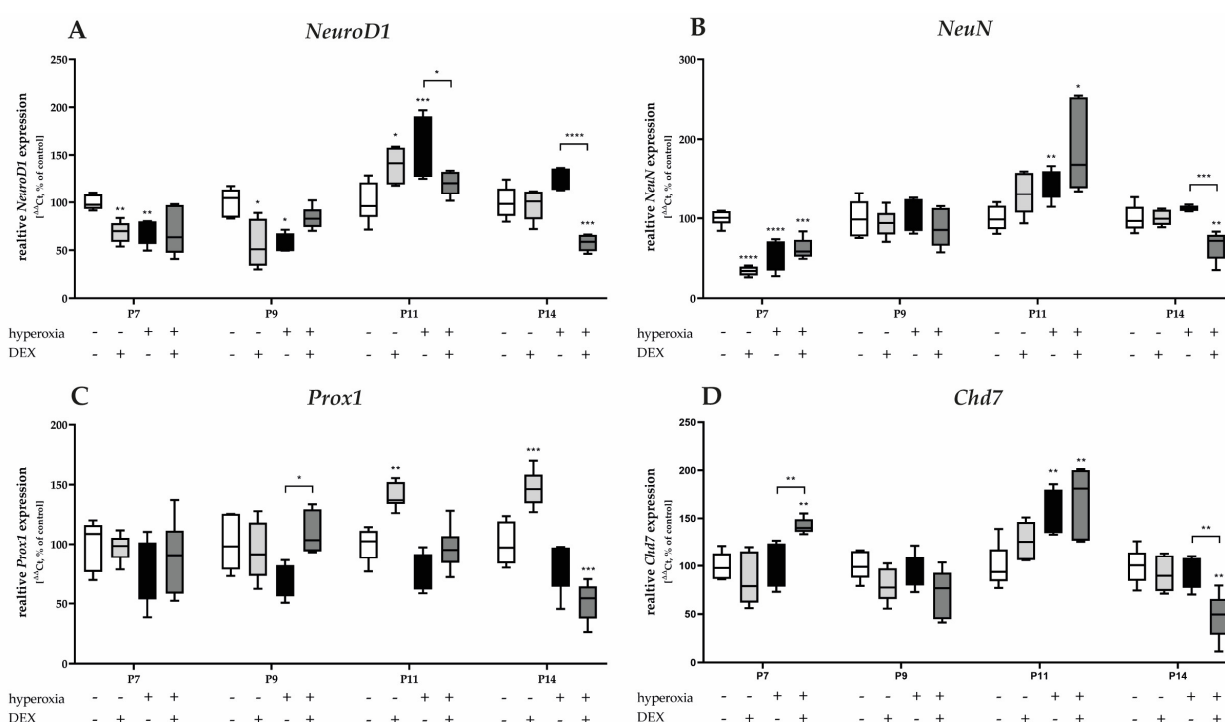 A
NeuroD1
realtive NeuroD1 expression
[ΔΔCt, % of control]
250
200
150
100
50
0
** ** * * * *** * **** ***
P7 P9 P11 P14
hyperoxia - - + + - - + + - - + + - - + +
DEX - + - + - + - + - + - + - + - +
B
NeuN
realtive NeuN expression
[ΔΔCt, % of control]
300
200
100
0
**** **** *** ** * *** **
P7 P9 P11 P14
hyperoxia - - + + - - + + - - + + - - + +
DEX - + - + - + - + - + - + - + - +
C
Prox1
realtive Prox1 expression
[ΔΔCt, % of control]
200
150
100
50
0
* ** *** ***
P7 P9 P11 P14
hyperoxia - - + + - - + + - - + + - - + +
DEX - + - + - + - + - + - + - + - +
D
Chd7
realtive Chd7 expression
[ΔΔCt, % of control]
250
200
150
100
50
0
** ** ** ** ** **
P7 P9 P11 P14
hyperoxia - - + + - - + + - - + + - - + +
DEX - + - + - + - + - + - + - + - +